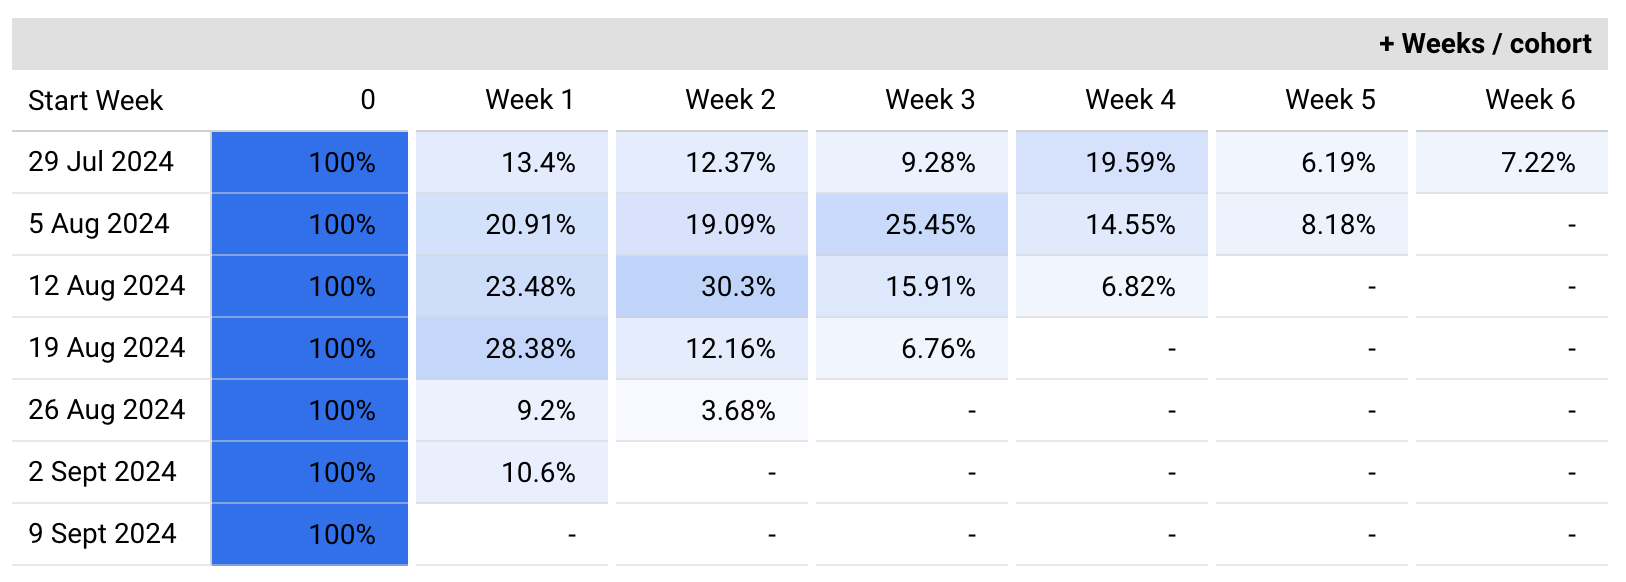 + Weeks / cohort
Start Week 0 Week 1 Week 2 Week 3 Week 4 Week 5 Week 6
29 Jul 2024 100% 13.4% 12.37% 9.28% 19.59% 6.19% 7.22%
5 Aug 2024 100% 20.91% 19.09% 25.45% 14.55% 8.18% -
12 Aug 2024 100% 23.48% 30.3% 15.91% 6.82% - -
19 Aug 2024 100% 28.38% 12.16% 6.76% - - -
26 Aug 2024 100% 9.2% 3.68% - - - -
2 Sept 2024 100% 10.6% - - - - -
9 Sept 2024 100% - - - - - -